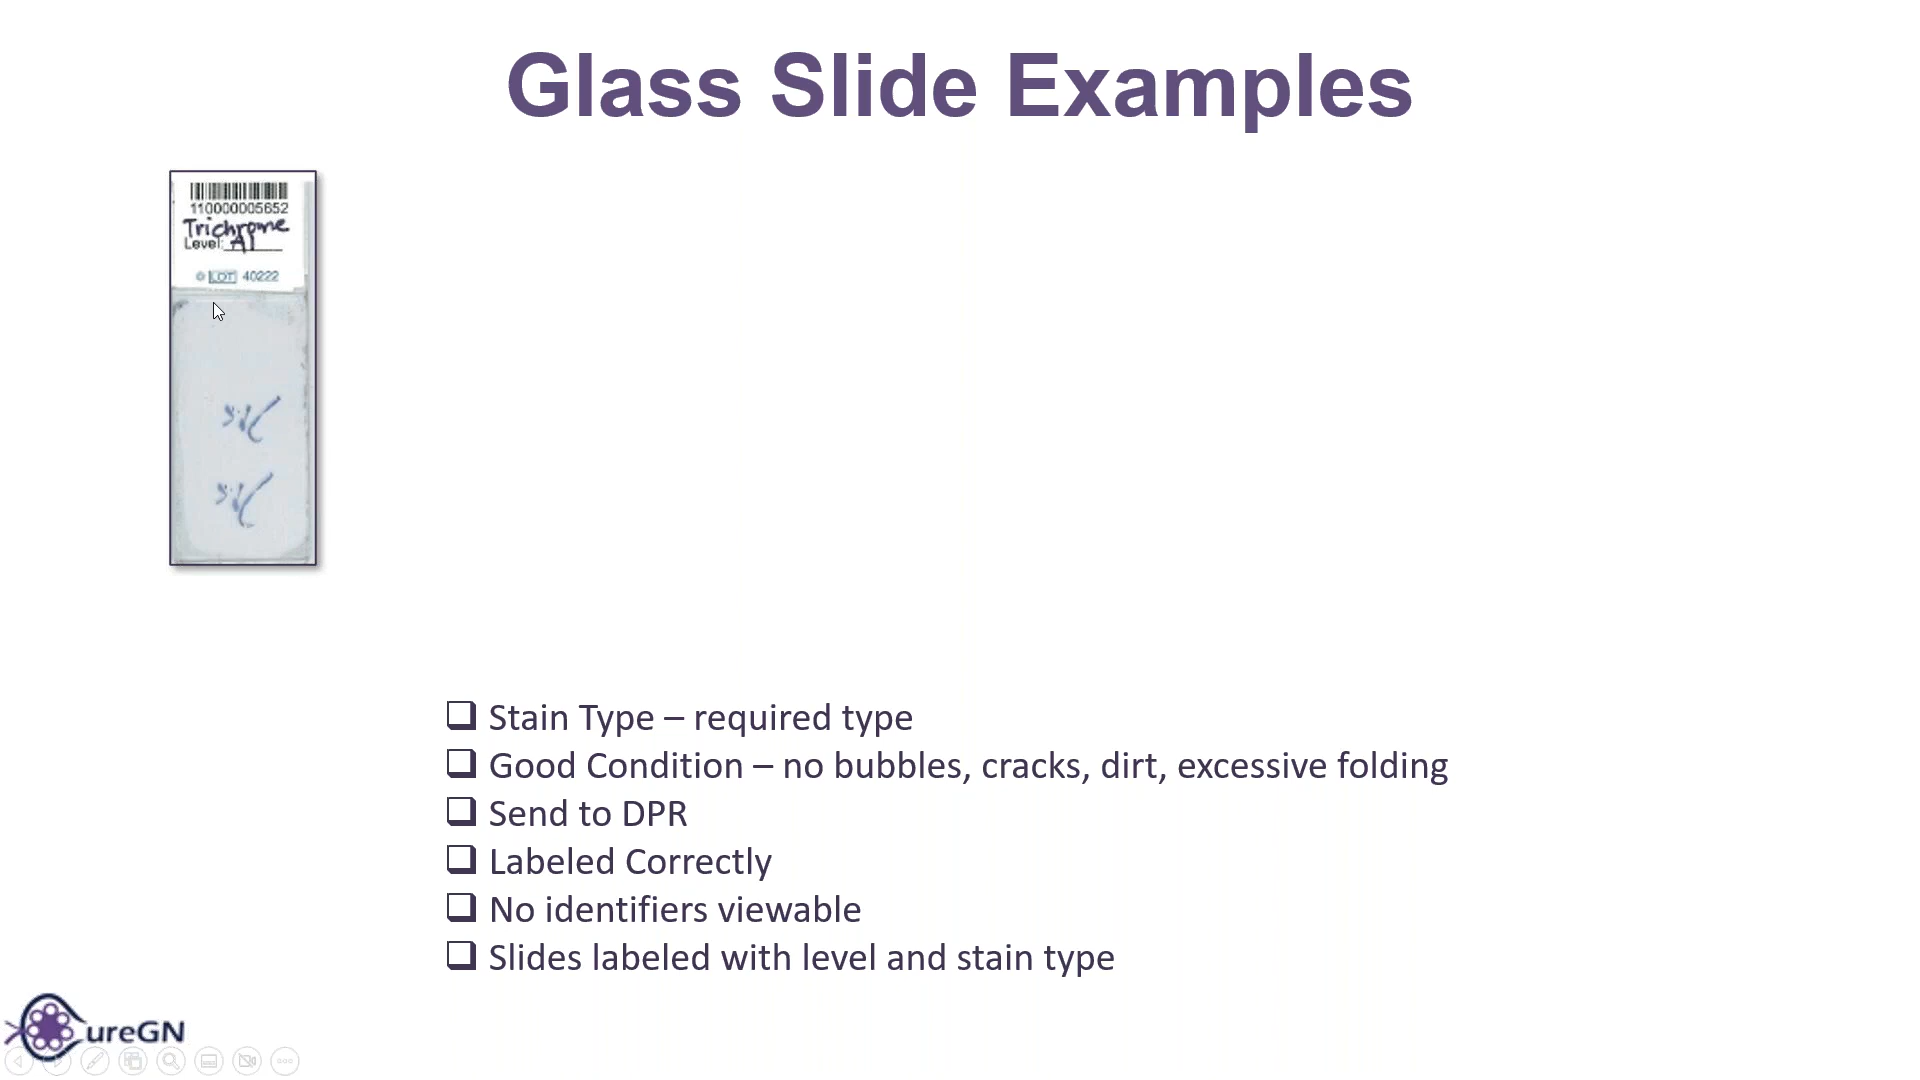 Glass Slide Examples
110000005652
Trichrome
Level: A1
LOT 40222
❑ Stain Type – required type
❑ Good Condition – no bubbles, cracks, dirt, excessive folding
❑ Send to DPR
❑ Labeled Correctly
❑ No identifiers viewable
❑ Slides labeled with level and stain type
CureGN